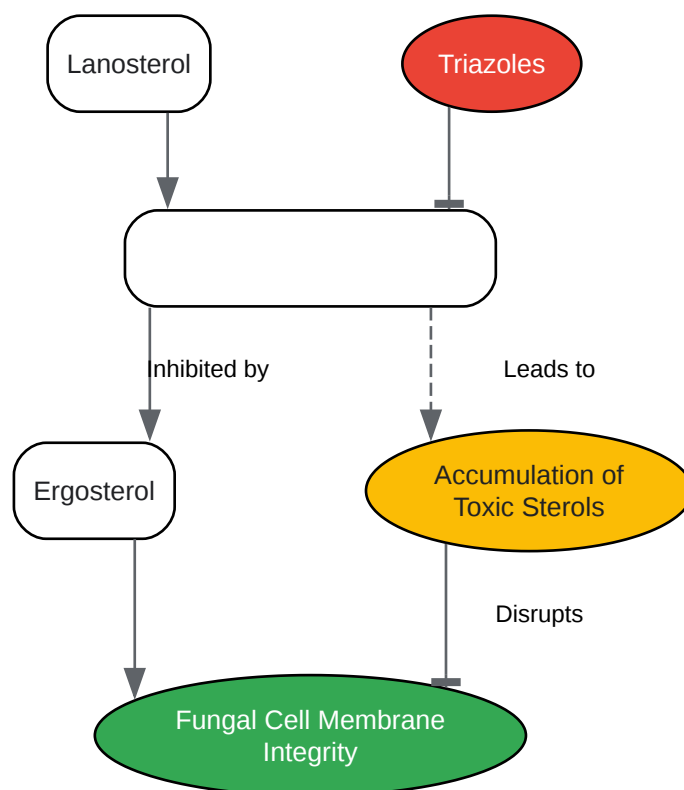 Lanosterol
Triazoles
Inhibited by
Leads to
Ergosterol
Accumulation of
Toxic Sterols
Disrupts
Fungal Cell Membrane
Integrity